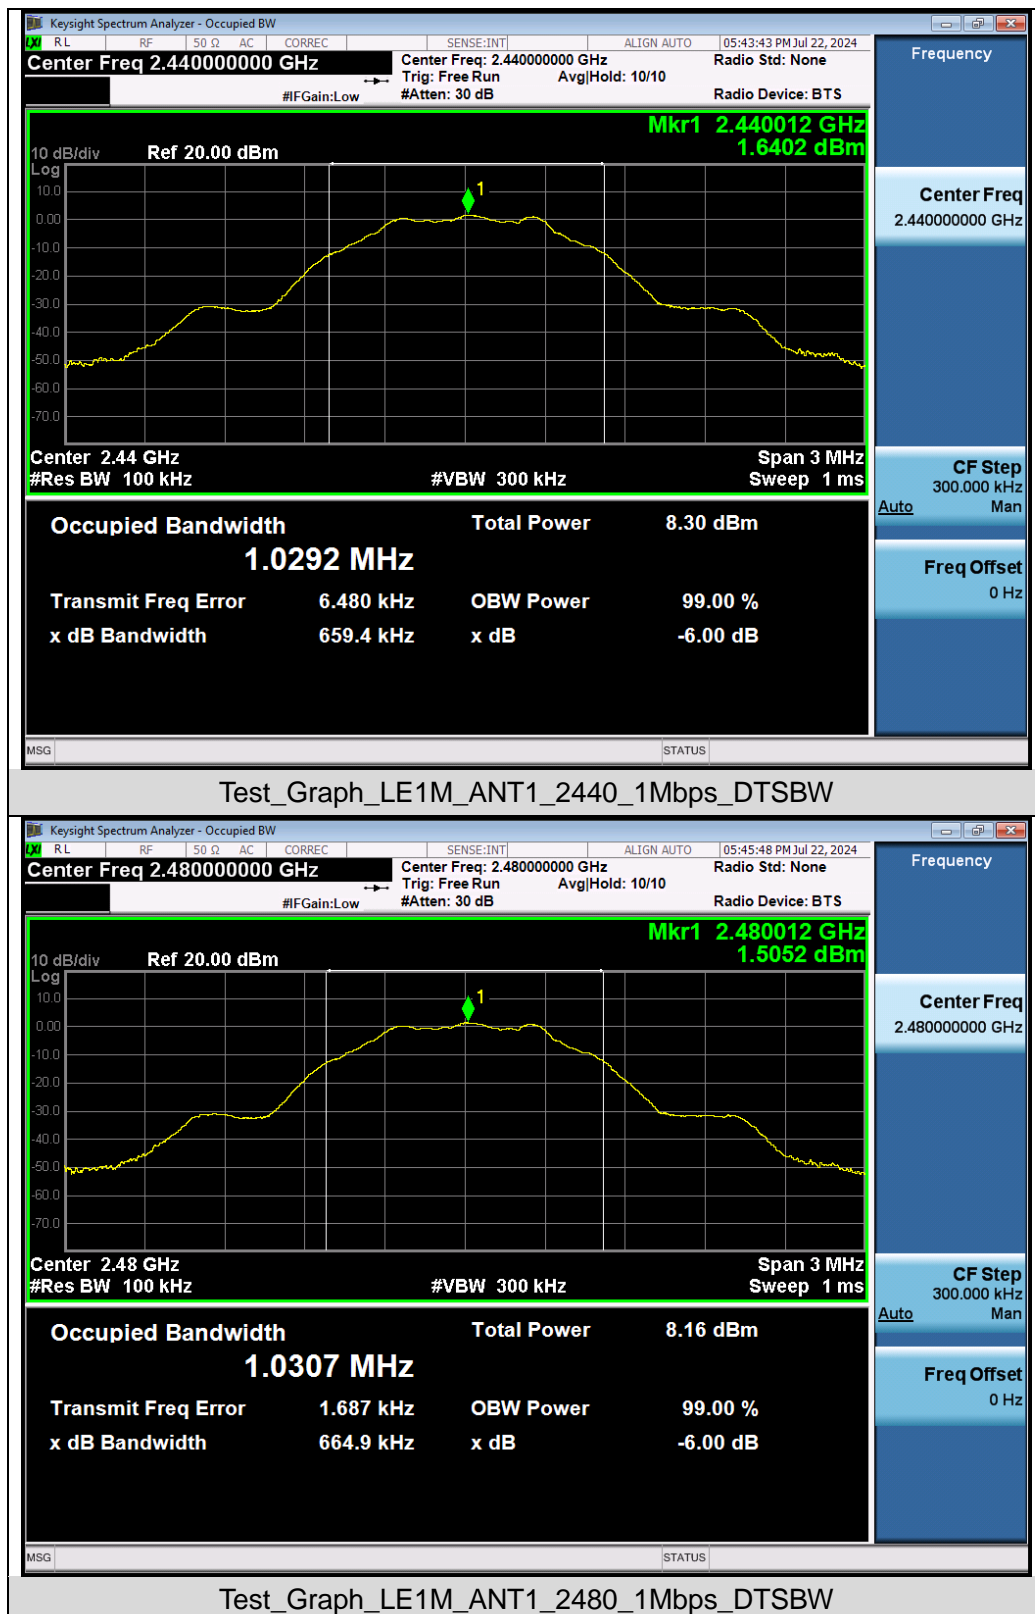 Keysight Spectrum Analyzer - Occupied BW
LXI RL RF 50 Ω AC CORREC SENSE:INT ALIGN AUTO 05:43:43 PM Jul 22, 2024
Center Freq 2.440000000 GHz
Center Freq: 2.440000000 GHz
Radio Std: None
Trig: Free Run Avg|Hold: 10/10
#IFGain:Low
#Atten: 30 dB
Radio Device: BTS
Frequency
Mkr1 2.440012 GHz
1.6402 dBm
10 dB/div Ref 20.00 dBm
Log
10.0
0.00
-10.0
-20.0
-30.0
-40.0
-50.0
-60.0
-70.0
1
Center Freq
2.440000000 GHz
Center 2.44 GHz
Span 3 MHz
#Res BW 100 kHz
#VBW 300 kHz
Sweep 1 ms
CF Step
300.000 kHz
Auto Man
Freq Offset
0 Hz
Occupied Bandwidth
Total Power 8.30 dBm
1.0292 MHz
Transmit Freq Error 6.480 kHz
OBW Power 99.00 %
x dB Bandwidth 659.4 kHz
x dB -6.00 dB
MSG
STATUS
Test_Graph_LE1M_ANT1_2440_1Mbps_DTSBW
Keysight Spectrum Analyzer - Occupied BW
LXI RL RF 50 Ω AC CORREC SENSE:INT ALIGN AUTO 05:45:48 PM Jul 22, 2024
Center Freq 2.480000000 GHz
Center Freq: 2.480000000 GHz
Radio Std: None
Trig: Free Run Avg|Hold: 10/10
#IFGain:Low
#Atten: 30 dB
Radio Device: BTS
Frequency
Mkr1 2.480012 GHz
1.5052 dBm
10 dB/div Ref 20.00 dBm
Log
10.0
0.00
-10.0
-20.0
-30.0
-40.0
-50.0
-60.0
-70.0
1
Center Freq
2.480000000 GHz
Center 2.48 GHz
Span 3 MHz
#Res BW 100 kHz
#VBW 300 kHz
Sweep 1 ms
CF Step
300.000 kHz
Auto Man
Freq Offset
0 Hz
Occupied Bandwidth
Total Power 8.16 dBm
1.0307 MHz
Transmit Freq Error 1.687 kHz
OBW Power 99.00 %
x dB Bandwidth 664.9 kHz
x dB -6.00 dB
MSG
STATUS
Test_Graph_LE1M_ANT1_2480_1Mbps_DTSBW